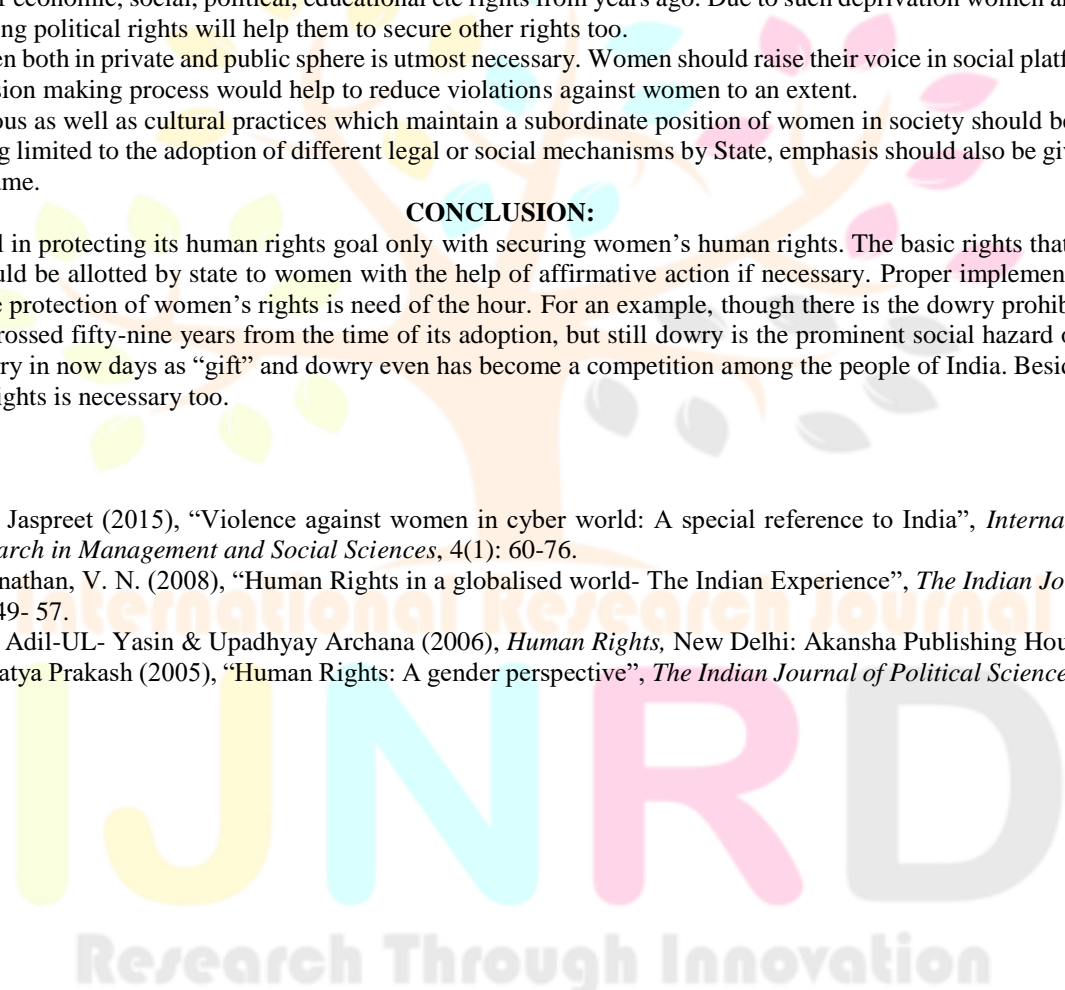 economic, social, political, educational etc rights from years ago. Due to such deprivation women
ng political rights will help them to secure other rights too.
en both in private and public sphere is utmost necessary. Women should raise their voice in social platf
sion making process would help to reduce violations against women to an extent.
ous as well as cultural practices which maintain a subordinate position of women in society should be
g limited to the adoption of different legal or social mechanisms by State, emphasis should also be giv
ame.
CONCLUSION:
l in protecting its human rights goal only with securing women’s human rights. The basic rights that
uld be allotted by state to women with the help of affirmative action if necessary. Proper implemen
e protection of women’s rights is need of the hour. For an example, though there is the dowry prohib
rossed fifty-nine years from the time of its adoption, but still dowry is the prominent social hazard
ry in now days as “gift” and dowry even has become a competition among the people of India. Besid
ights is necessary too.
Jaspreet (2015), “Violence against women in cyber world: A special reference to India”, Interna
arch in Management and Social Sciences, 4(1): 60-76.
nathan, V. N. (2008), “Human Rights in a globalised world- The Indian Experience”, The Indian Jo
49- 57.
Adil-UL- Yasin & Upadhyay Archana (2006), Human Rights, New Delhi: Akansha Publishing Hou
atya Prakash (2005), “Human Rights: A gender perspective”, The Indian Journal of Political Science
International Research Journal
IJNRD
Research Through Innovation